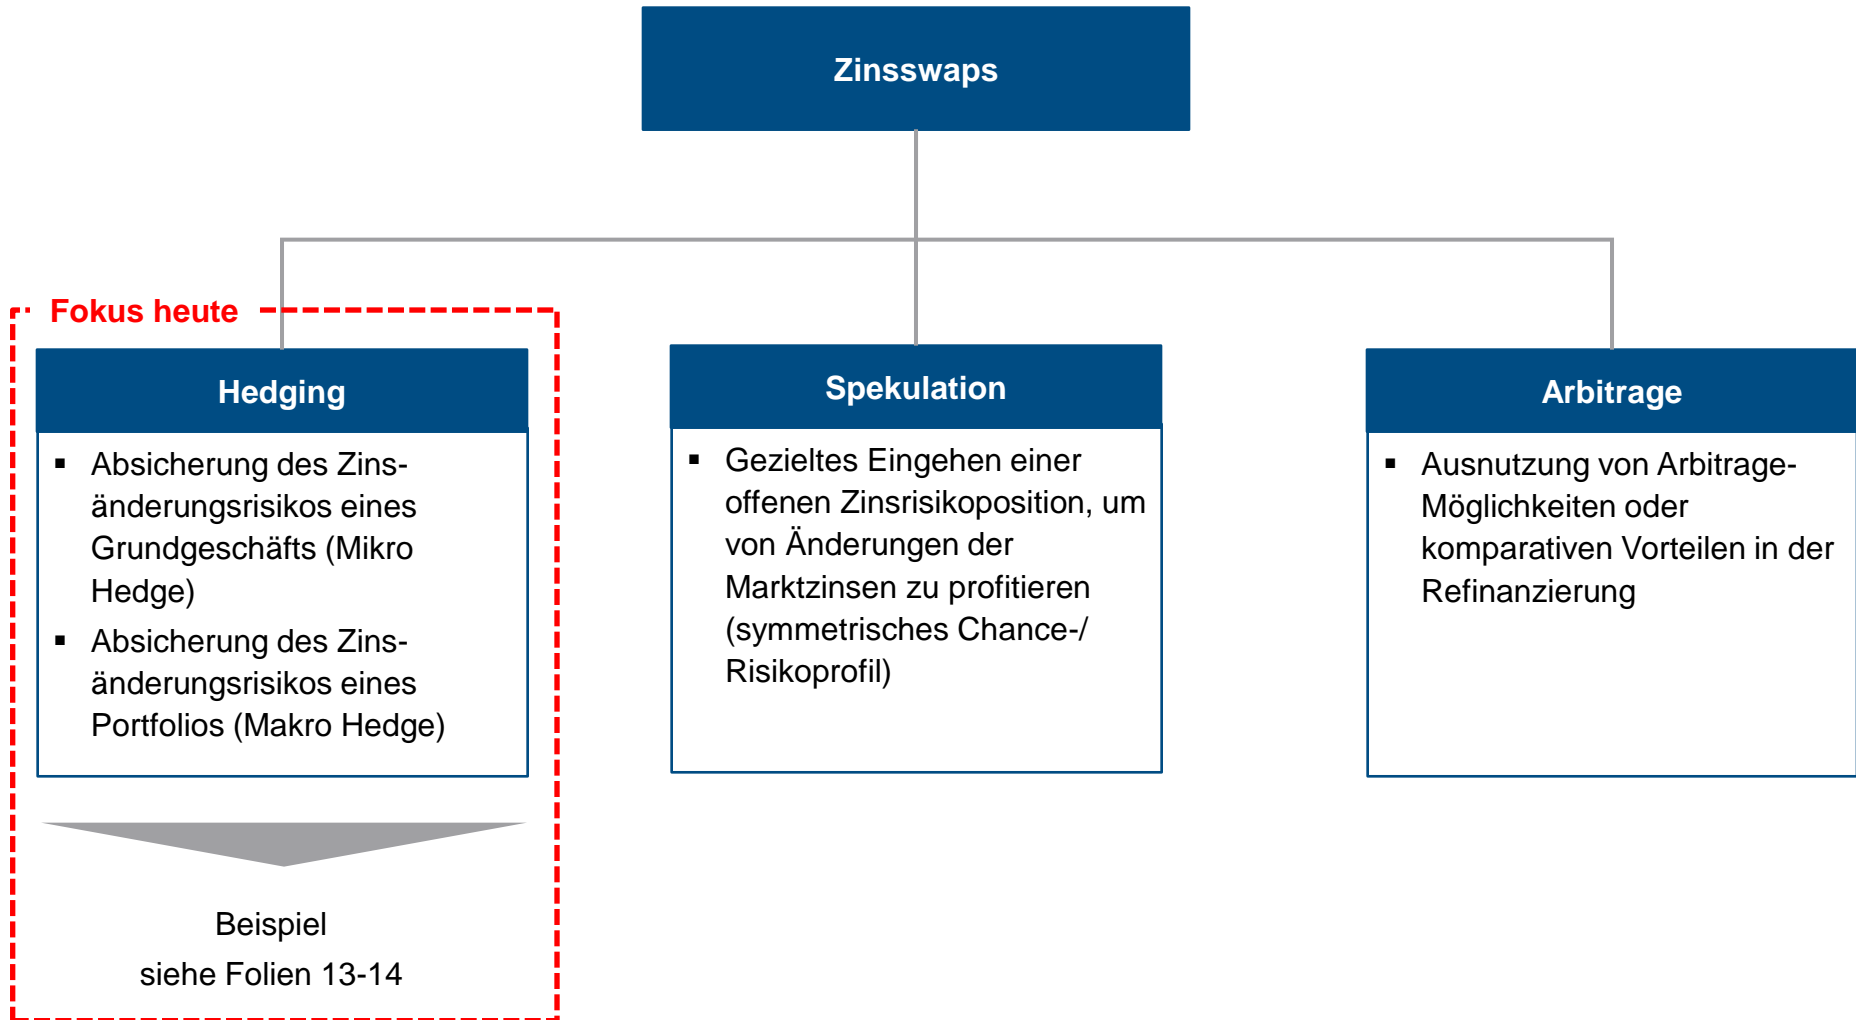 Zinsswaps
Fokus heute
Hedging
▪ Absicherung des Zins-
änderungsrisikos eines
Grundgeschäfts (Mikro
Hedge)
▪ Absicherung des Zins-
änderungsrisikos eines
Portfolios (Makro Hedge)
Beispiel
siehe Folien 13-14
Spekulation
▪ Gezieltes Eingehen einer
offenen Zinsrisikoposition, um
von Änderungen der
Marktzinsen zu profitieren
(symmetrisches Chance-/
Risikoprofil)
Arbitrage
▪ Ausnutzung von Arbitrage-
Möglichkeiten oder
komparativen Vorteilen in der
Refinanzierung